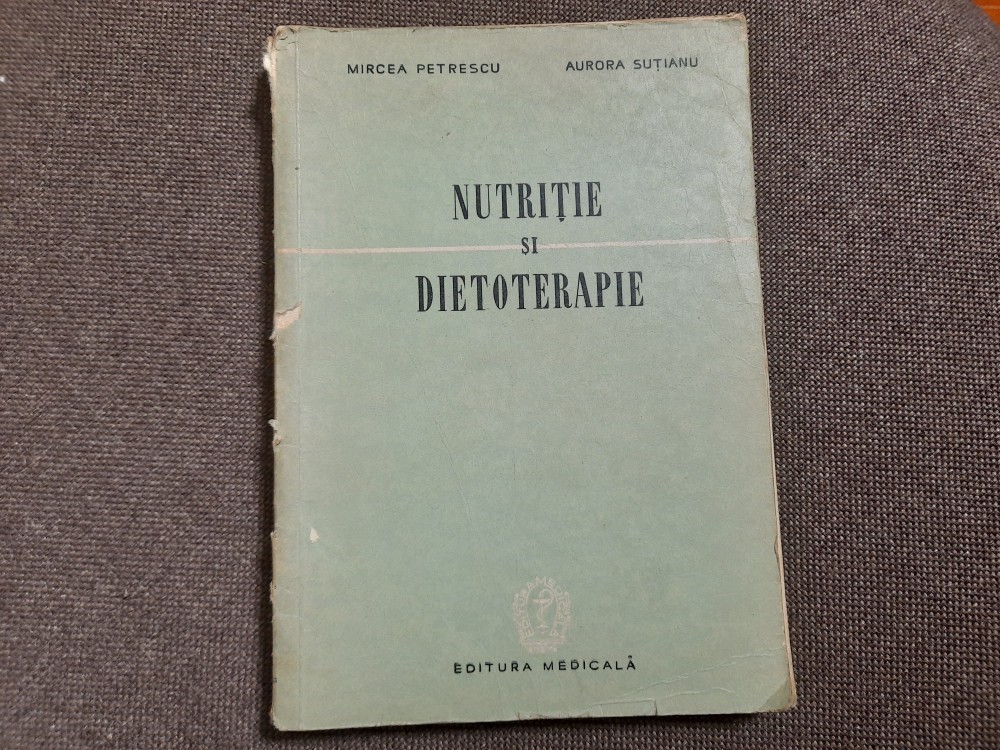 MIRCEA PETRESCU AURORA SUȚIANU
NUTRIȚIE
ȘI
DIETOTERAPIE
EDITURA MEDICALĂ